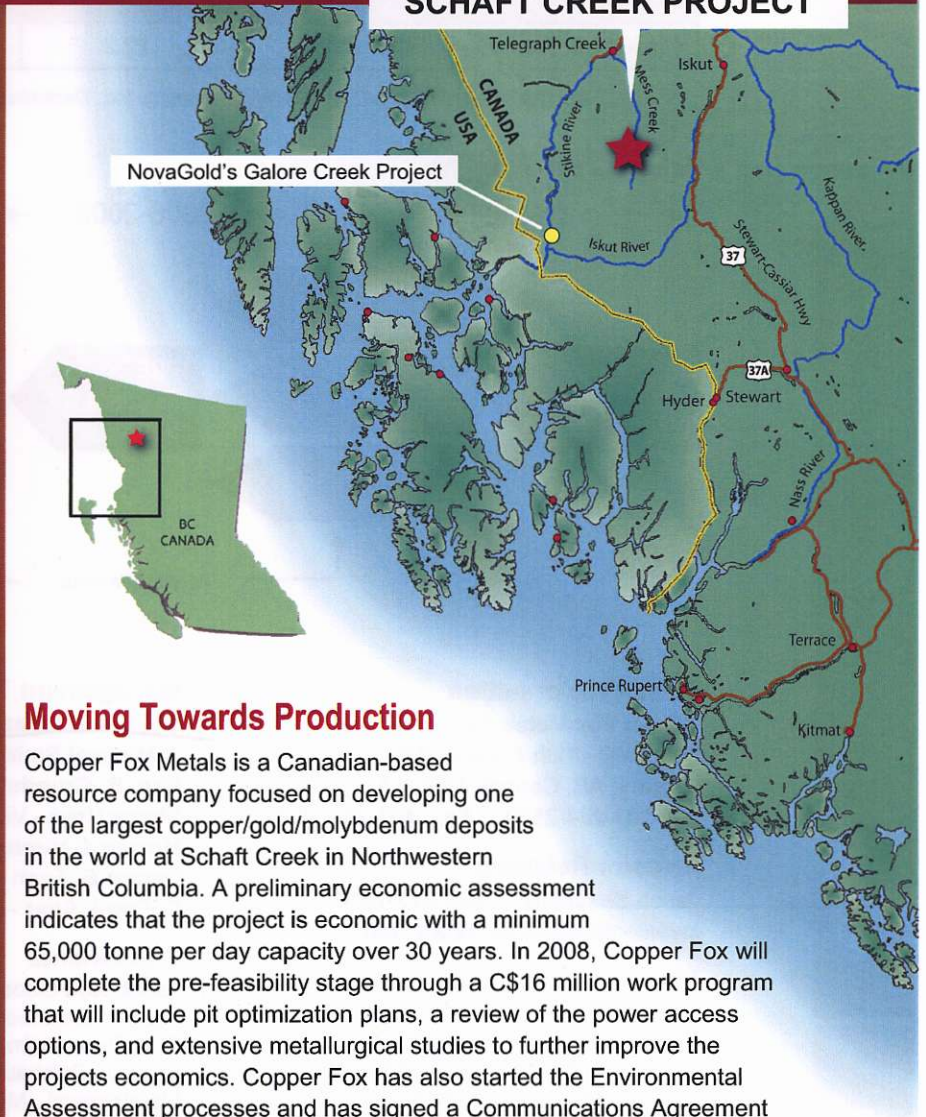 SCHAFT CREEK PROJECT
Telegraph Creek
Iskut
Mess Creek
CANADA
USA
Stikine River
NovaGold's Galore Creek Project
Kappan River
Iskut River
37
Stewart-Cassiar Hwy
37A
Hyder
Stewart
BC
CANADA
Nass River
Terrace
Prince Rupert
Kitmat
Moving Towards Production
Copper Fox Metals is a Canadian-based
resource company focused on developing one
of the largest copper/gold/molybdenum deposits
in the world at Schaft Creek in Northwestern
British Columbia. A preliminary economic assessment
indicates that the project is economic with a minimum
65,000 tonne per day capacity over 30 years. In 2008, Copper Fox will
complete the pre-feasibility stage through a C$16 million work program
that will include pit optimization plans, a review of the power access
options, and extensive metallurgical studies to further improve the
projects economics. Copper Fox has also started the Environmental
Assessment processes and has signed a Communications Agreement